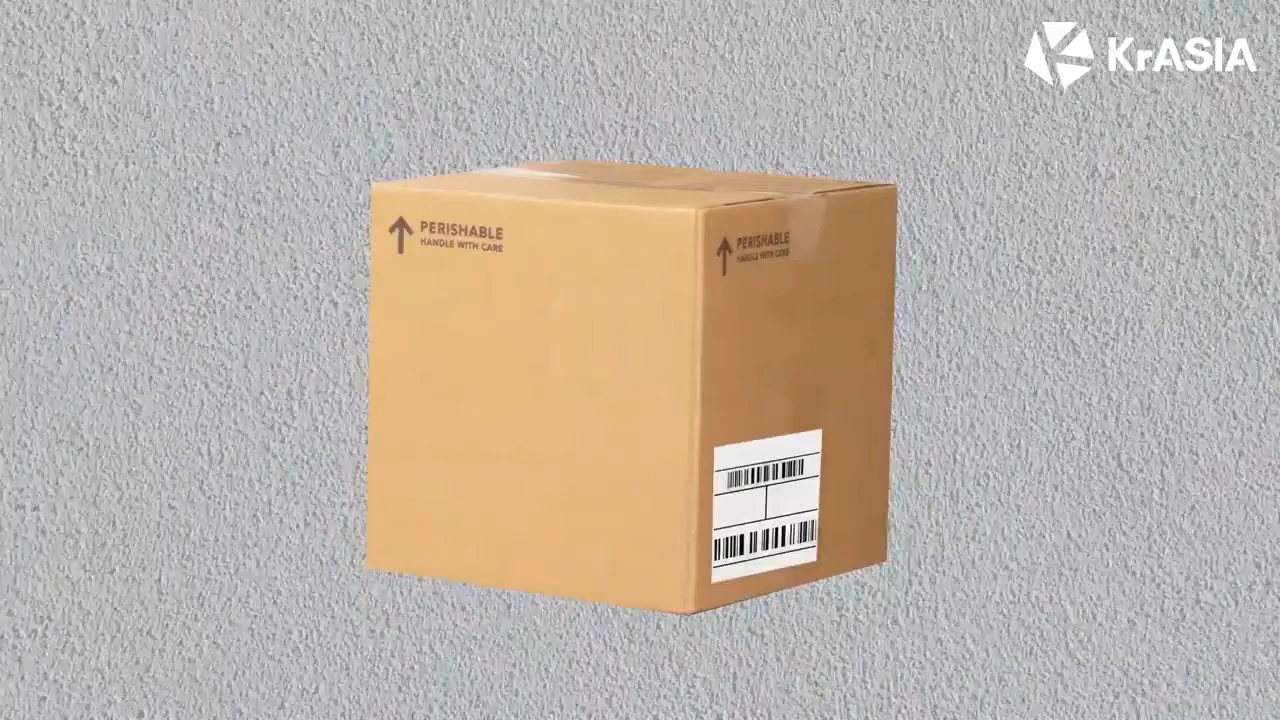 KrASIA
PERISHABLE
HANDLE WITH CARE
PERISHABLE
HANDLE WITH CARE